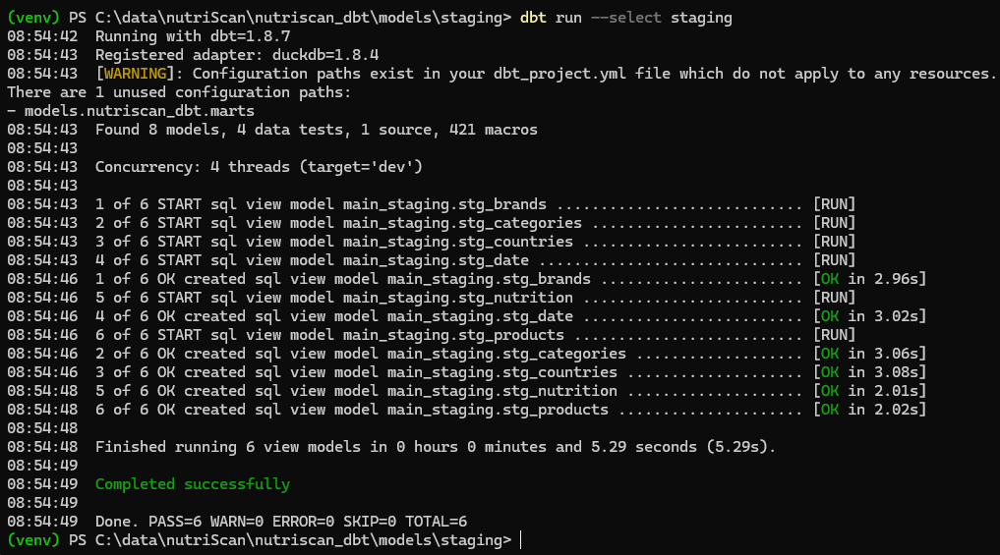 (venv) PS C:\data\nutriScan\nutriscan_dbt\models\staging> dbt run --select staging
08:54:42  Running with dbt=1.8.7
08:54:43  Registered adapter: duckdb=1.8.4
08:54:43  [WARNING]: Configuration paths exist in your dbt_project.yml file which do not apply to any resources.
There are 1 unused configuration paths:
- models.nutriscan_dbt.marts
08:54:43  Found 8 models, 4 data tests, 1 source, 421 macros
08:54:43
08:54:43  Concurrency: 4 threads (target='dev')
08:54:43
08:54:43  1 of 6 START sql view model main_staging.stg_brands ............................ [RUN]
08:54:43  2 of 6 START sql view model main_staging.stg_categories ........................ [RUN]
08:54:43  3 of 6 START sql view model main_staging.stg_countries ......................... [RUN]
08:54:43  4 of 6 START sql view model main_staging.stg_date .............................. [RUN]
08:54:46  1 of 6 OK created sql view model main_staging.stg_brands ....................... [OK in 2.96s]
08:54:46  5 of 6 START sql view model main_staging.stg_nutrition ......................... [RUN]
08:54:46  4 of 6 OK created sql view model main_staging.stg_date ......................... [OK in 3.02s]
08:54:46  6 of 6 START sql view model main_staging.stg_products .......................... [RUN]
08:54:46  2 of 6 OK created sql view model main_staging.stg_categories ................... [OK in 3.06s]
08:54:46  3 of 6 OK created sql view model main_staging.stg_countries .................... [OK in 3.08s]
08:54:48  5 of 6 OK created sql view model main_staging.stg_nutrition .................... [OK in 2.01s]
08:54:48  6 of 6 OK created sql view model main_staging.stg_products ..................... [OK in 2.02s]
08:54:48
08:54:48  Finished running 6 view models in 0 hours 0 minutes and 5.29 seconds (5.29s).
08:54:49
08:54:49  Completed successfully
08:54:49
08:54:49  Done. PASS=6 WARN=0 ERROR=0 SKIP=0 TOTAL=6
(venv) PS C:\data\nutriScan\nutriscan_dbt\models\staging>